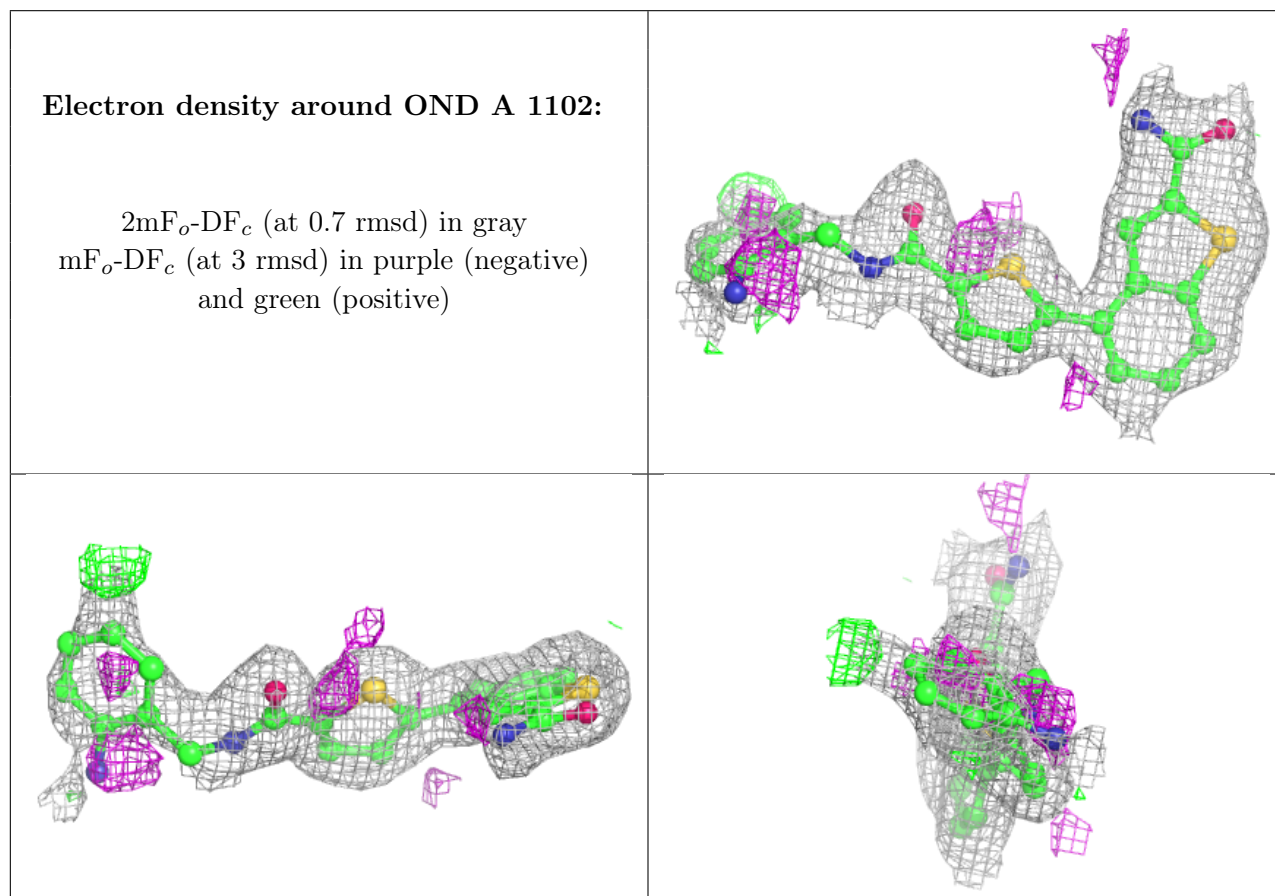 Electron density around OND A 1102:
2mFo-DFc (at 0.7 rmsd) in gray
mFo-DFc (at 3 rmsd) in purple (negative)
and green (positive)